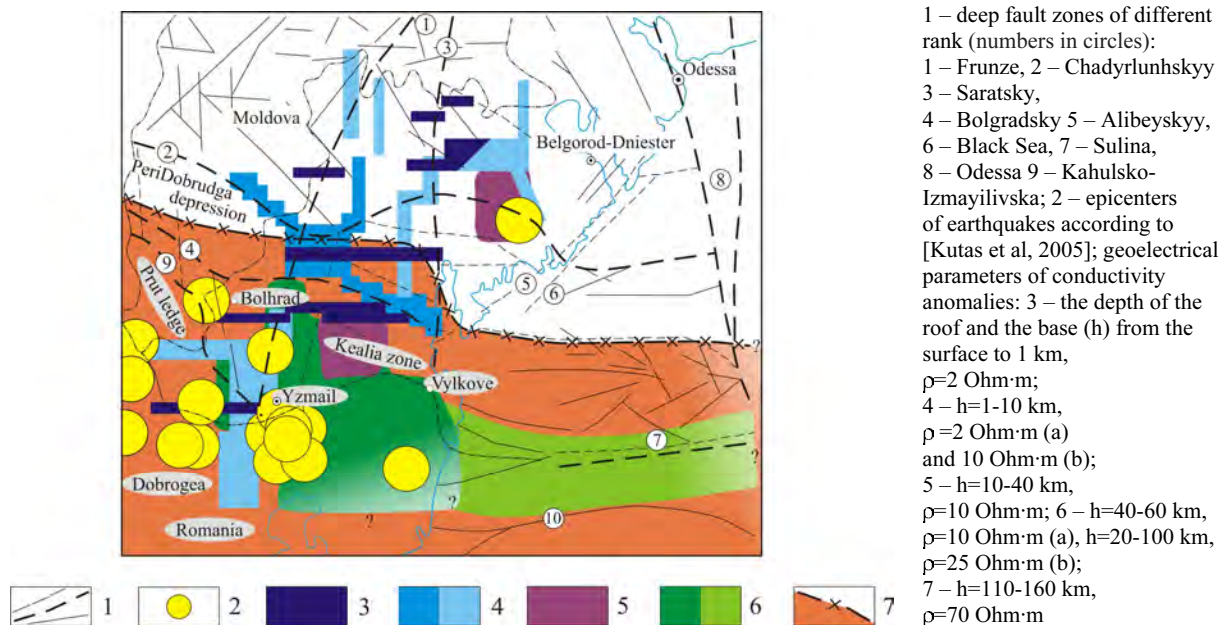 1
3
Odessa
Moldova
Belgorod-Dniester
2
8
PeriDobrudga
depression
4
9
5
6
Prut ledge
Bolhrad
Kealia zone
Vylkove
Yzmail
7
Dobrogea
Romania
10
?
?
?
?
?
1
2
3
4
5
6
7
1 – deep fault zones of different
rank (numbers in circles):
1 – Frunze, 2 – Chadyrlunhskyy
3 – Saratsky,
4 – Bolgradsky 5 – Alibeyskyy,
6 – Black Sea, 7 – Sulina,
8 – Odessa 9 – Kahulsko-
Izmayilivska; 2 – epicenters
of earthquakes according to
[Kutas et al, 2005]; geoelectrical
parameters of conductivity
anomalies: 3 – the depth of the
roof and the base (h) from the
surface to 1 km,
ρ=2 Ohm·m;
4 – h=1-10 km,
ρ =2 Ohm·m (a)
and 10 Ohm·m (b);
5 – h=10-40 km,
ρ=10 Ohm·m; 6 – h=40-60 km,
ρ=10 Ohm·m (a), h=20-100 km,
ρ=25 Ohm·m (b);
7 – h=110-160 km,
ρ=70 Ohm·m